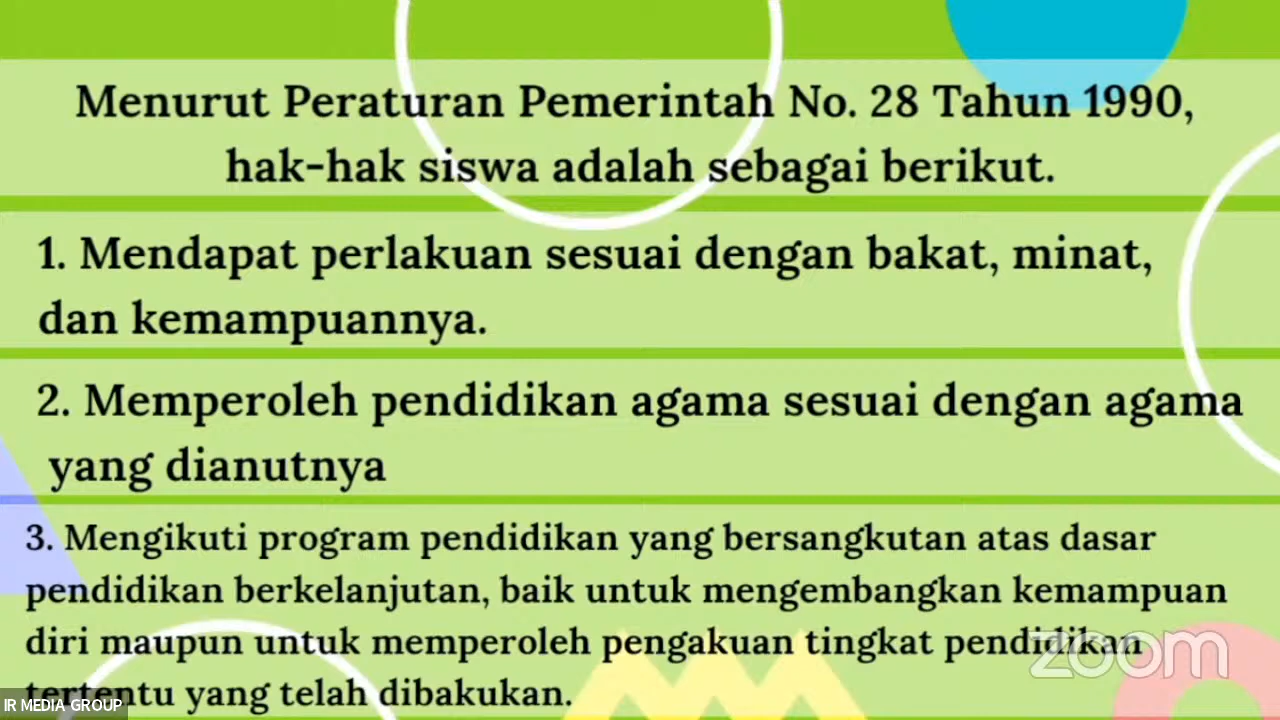 Menurut Peraturan Pemerintah No. 28 Tahun 1990,
hak-hak siswa adalah sebagai berikut.
1. Mendapat perlakuan sesuai dengan bakat, minat,
dan kemampuannya.
2. Memperoleh pendidikan agama sesuai dengan agama
yang dianutnya
3. Mengikuti program pendidikan yang bersangkutan atas dasar
pendidikan berkelanjutan, baik untuk mengembangkan kemampuan
diri maupun untuk memperoleh pengakuan tingkat pendidikan
tertentu yang telah dibakukan.
zoom
IR MEDIA GROUP